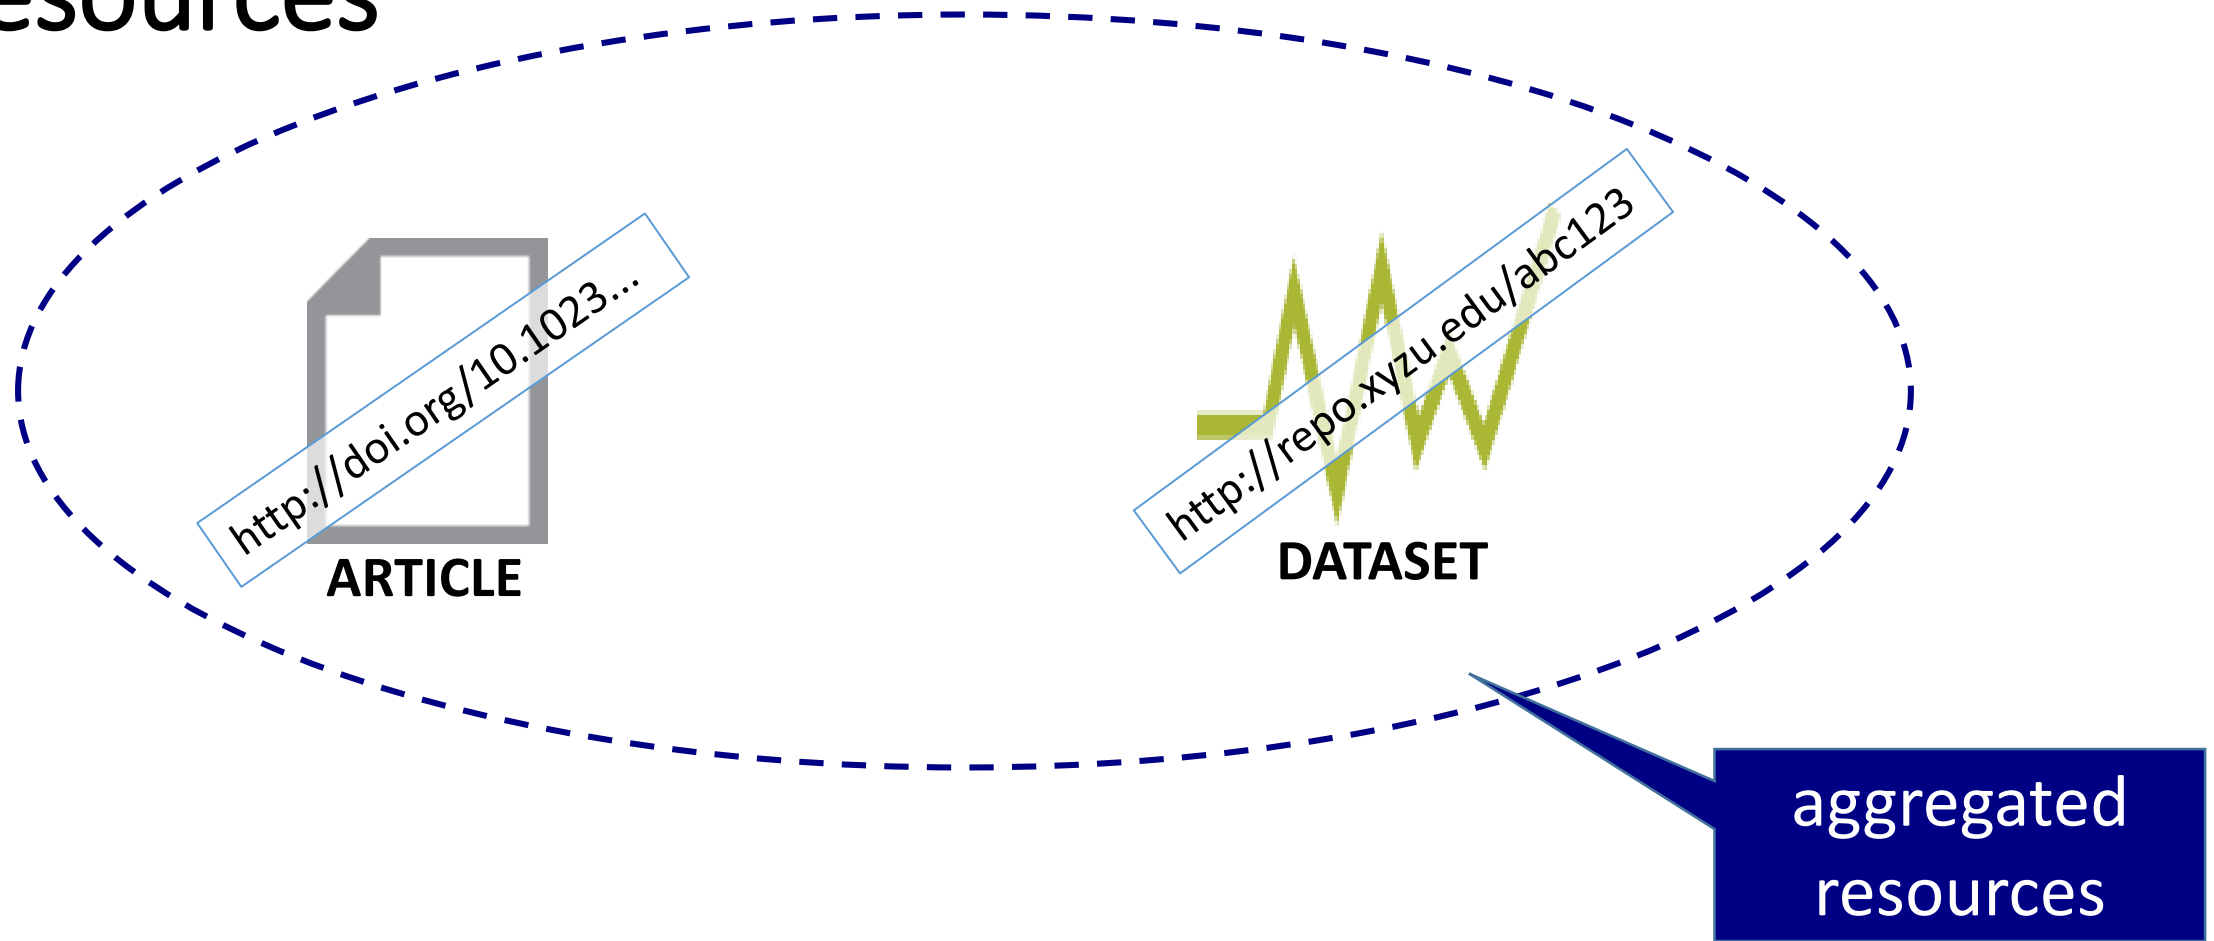 esources
http://doi.org/10.1023...
ARTICLE
http://repo.xyzu.edu/abc123
DATASET
aggregated
resources